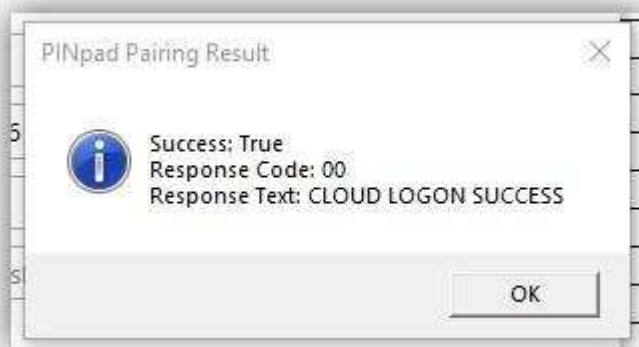 PINpad Pairing Result
Success: True
Response Code: 00
Response Text: CLOUD LOGON SUCCESS
OK